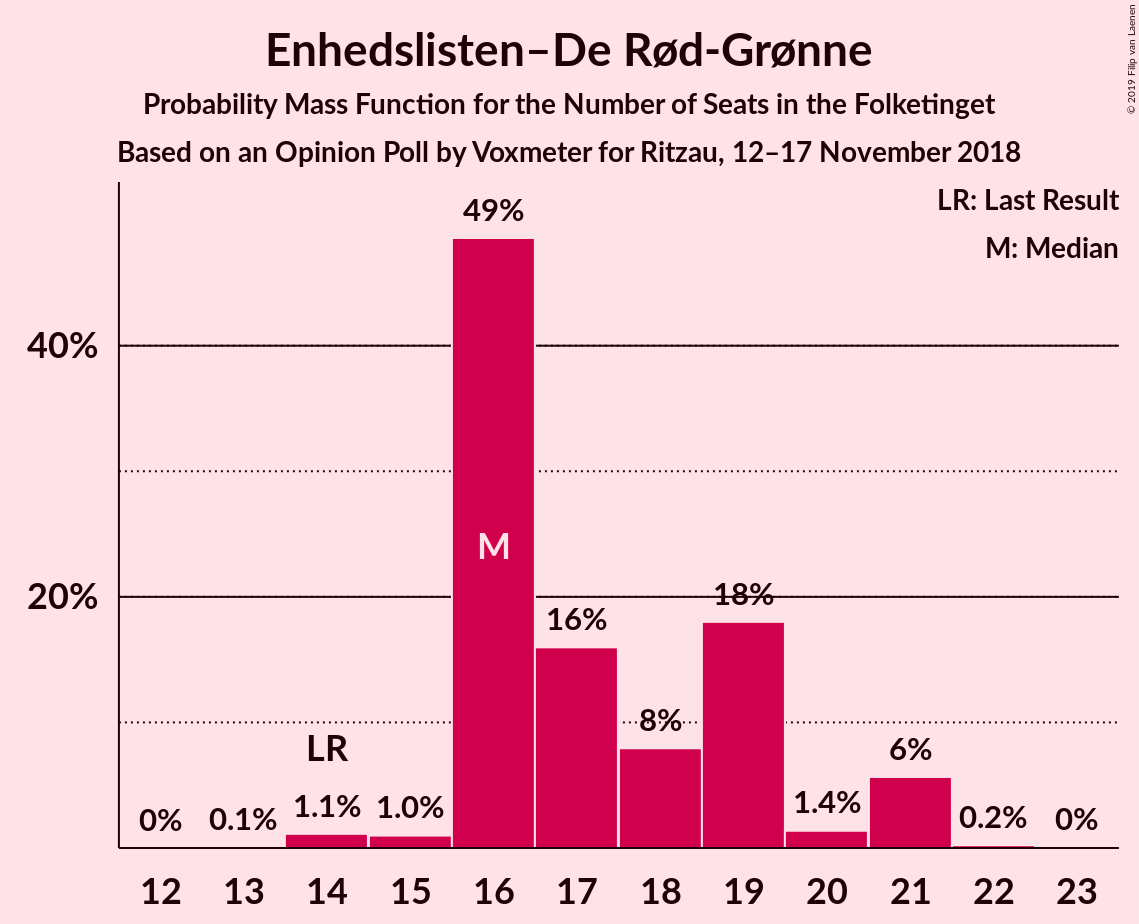 Enhedslisten–De Rød-Grønne
Probability Mass Function for the Number of Seats in the Folketinget
Based on an Opinion Poll by Voxmeter for Ritzau, 12–17 November 2018
© 2019 Filip van Laenen
LR: Last Result
M: Median
49%
40%
M
20%
18%
16%
8%
LR
6%
0%
0.1%
1.1%
1.0%
1.4%
0.2%
0%
12 13 14 15 16 17 18 19 20 21 22 23